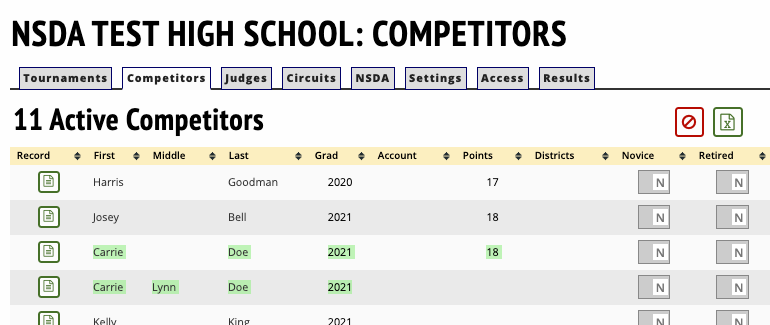 NSDA TEST HIGH SCHOOL: COMPETITORS
Tournaments Competitors Judges Circuits NSDA Settings Access Results
11 Active Competitors
Record First Middle Last Grad Account Points Districts Novice Retired
Harris Goodman 2020 17 N N
Josey Bell 2021 18 N N
Carrie Doe 2021 18 N N
Carrie Lynn Doe 2021 N N
Kelly King 2021 N N